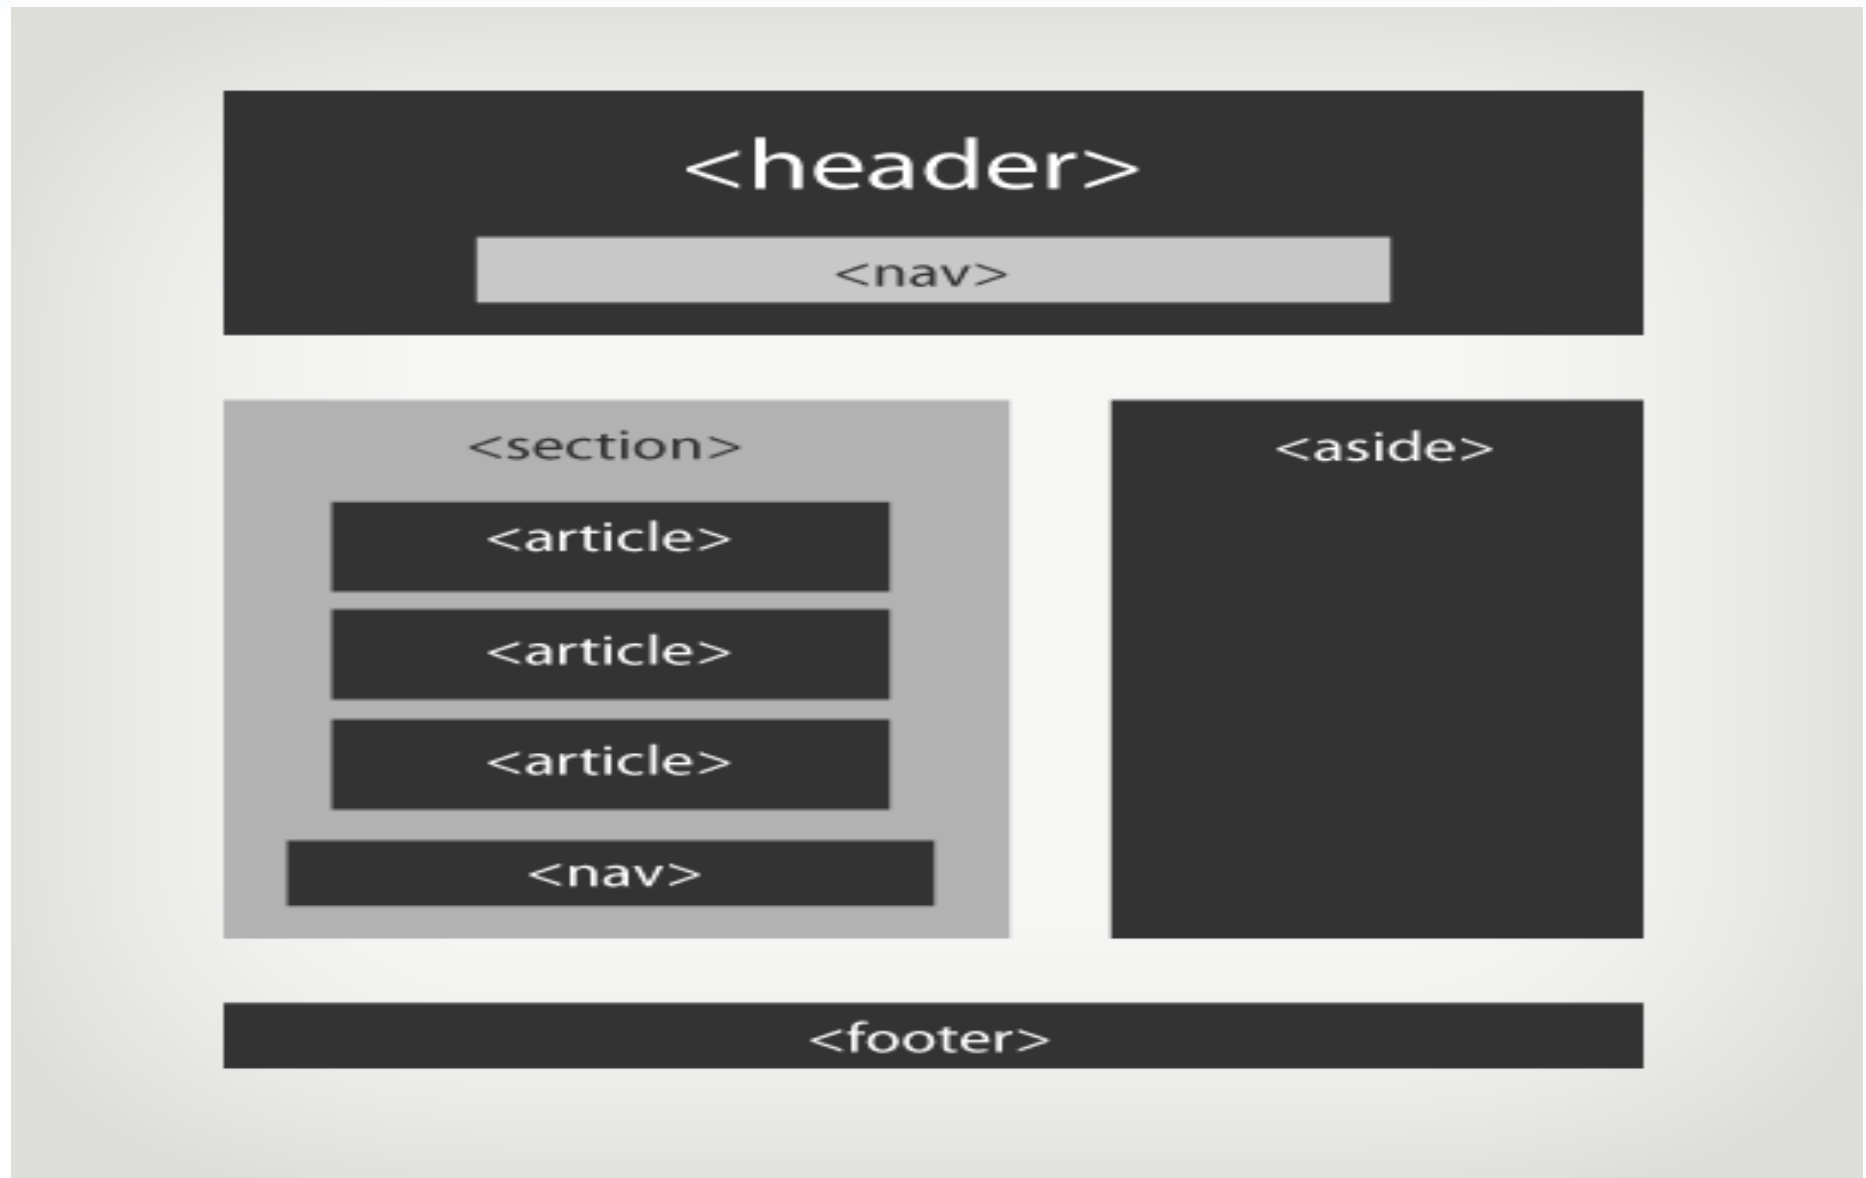 <header>
<nav>
<section>
<article>
<article>
<article>
<nav>
<aside>
<footer>